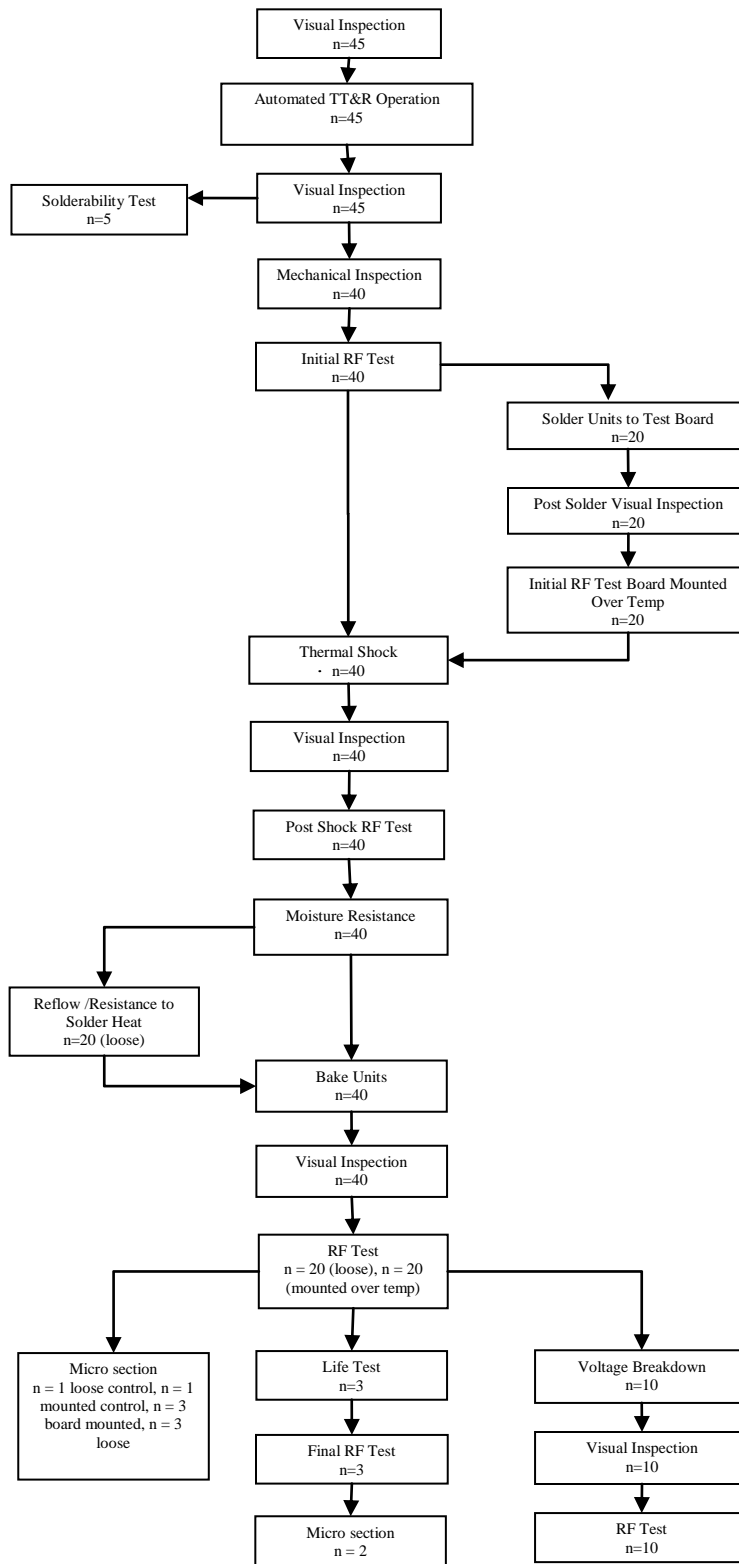 Visual Inspection
n=45
Automated TT&R Operation
n=45
Visual Inspection
n=45
Solderability Test
n=5
Mechanical Inspection
n=40
Initial RF Test
n=40
Solder Units to Test Board
n=20
Post Solder Visual Inspection
n=20
Initial RF Test Board Mounted
Over Temp
n=20
Thermal Shock
n=40
Visual Inspection
n=40
Post Shock RF Test
n=40
Moisture Resistance
n=40
Reflow /Resistance to
Solder Heat
n=20 (loose)
Bake Units
n=40
Visual Inspection
n=40
RF Test
n = 20 (loose), n = 20
(mounted over temp)
Micro section
n = 1 loose control, n = 1
mounted control, n = 3
board mounted, n = 3
loose
Life Test
n=3
Voltage Breakdown
n=10
Final RF Test
n=3
Visual Inspection
n=10
Micro section
n = 2
RF Test
n=10